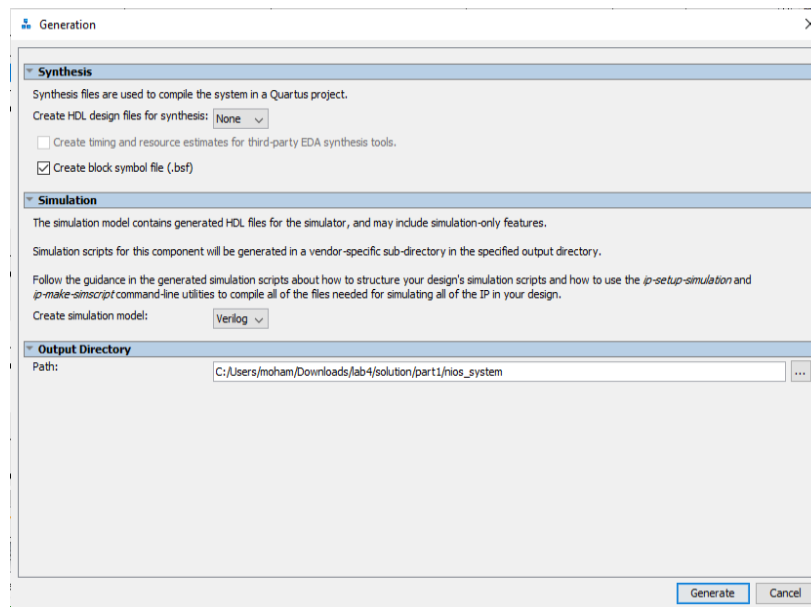 Generation
Synthesis
Synthesis files are used to compile the system in a Quartus project.
Create HDL design files for synthesis: None
Create timing and resource estimates for third-party EDA synthesis tools.
Create block symbol file (.bsf)
Simulation
The simulation model contains generated HDL files for the simulator, and may include simulation-only features.
Simulation scripts for this component will be generated in a vendor-specific sub-directory in the specified output directory.
Follow the guidance in the generated simulation scripts about how to structure your design's simulation scripts and how to use the ip-setup-simulation and
ip-make-simscript command-line utilities to compile all of the files needed for simulating all of the IP in your design.
Create simulation model: Verilog
Output Directory
Path: C:/Users/moham/Downloads/lab4/solution/part1/nios_system ...
Generate Cancel